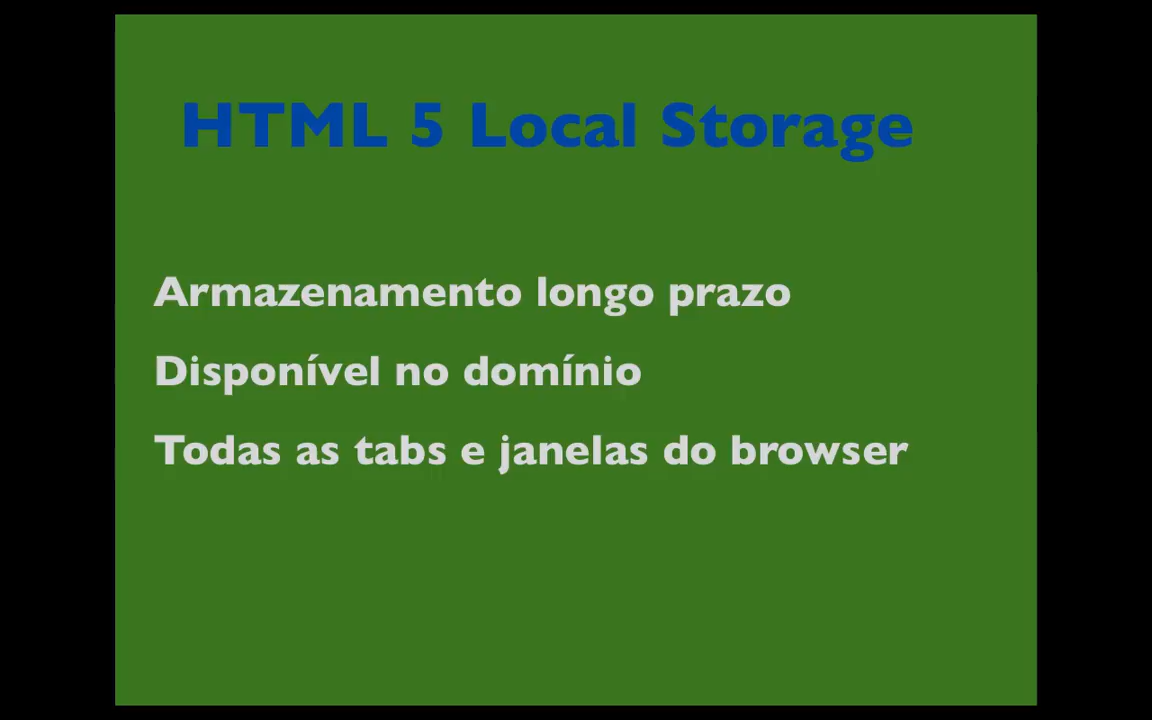 HTML 5 Local Storage
Armazenamento longo prazo
Disponível no domínio
Todas as tabs e janelas do browser